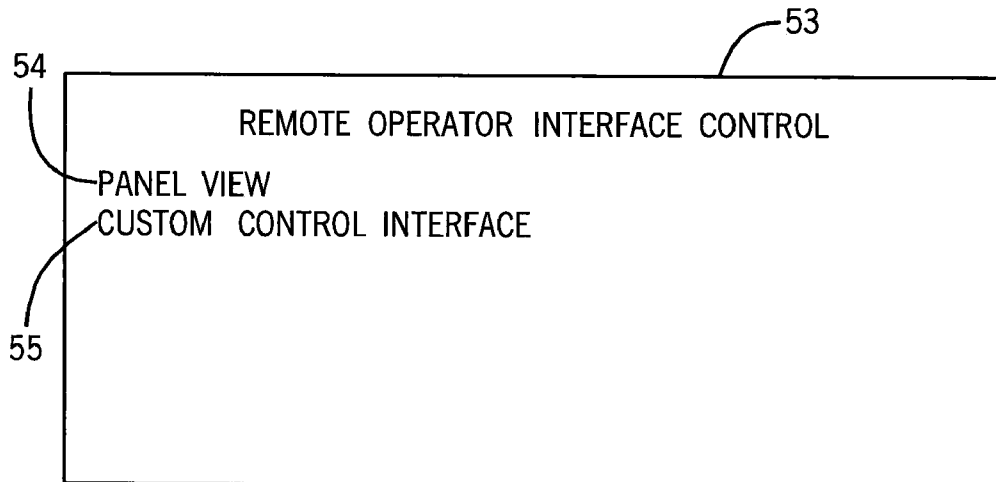 53
54
REMOTE OPERATOR INTERFACE CONTROL
PANEL VIEW
CUSTOM CONTROL INTERFACE
55